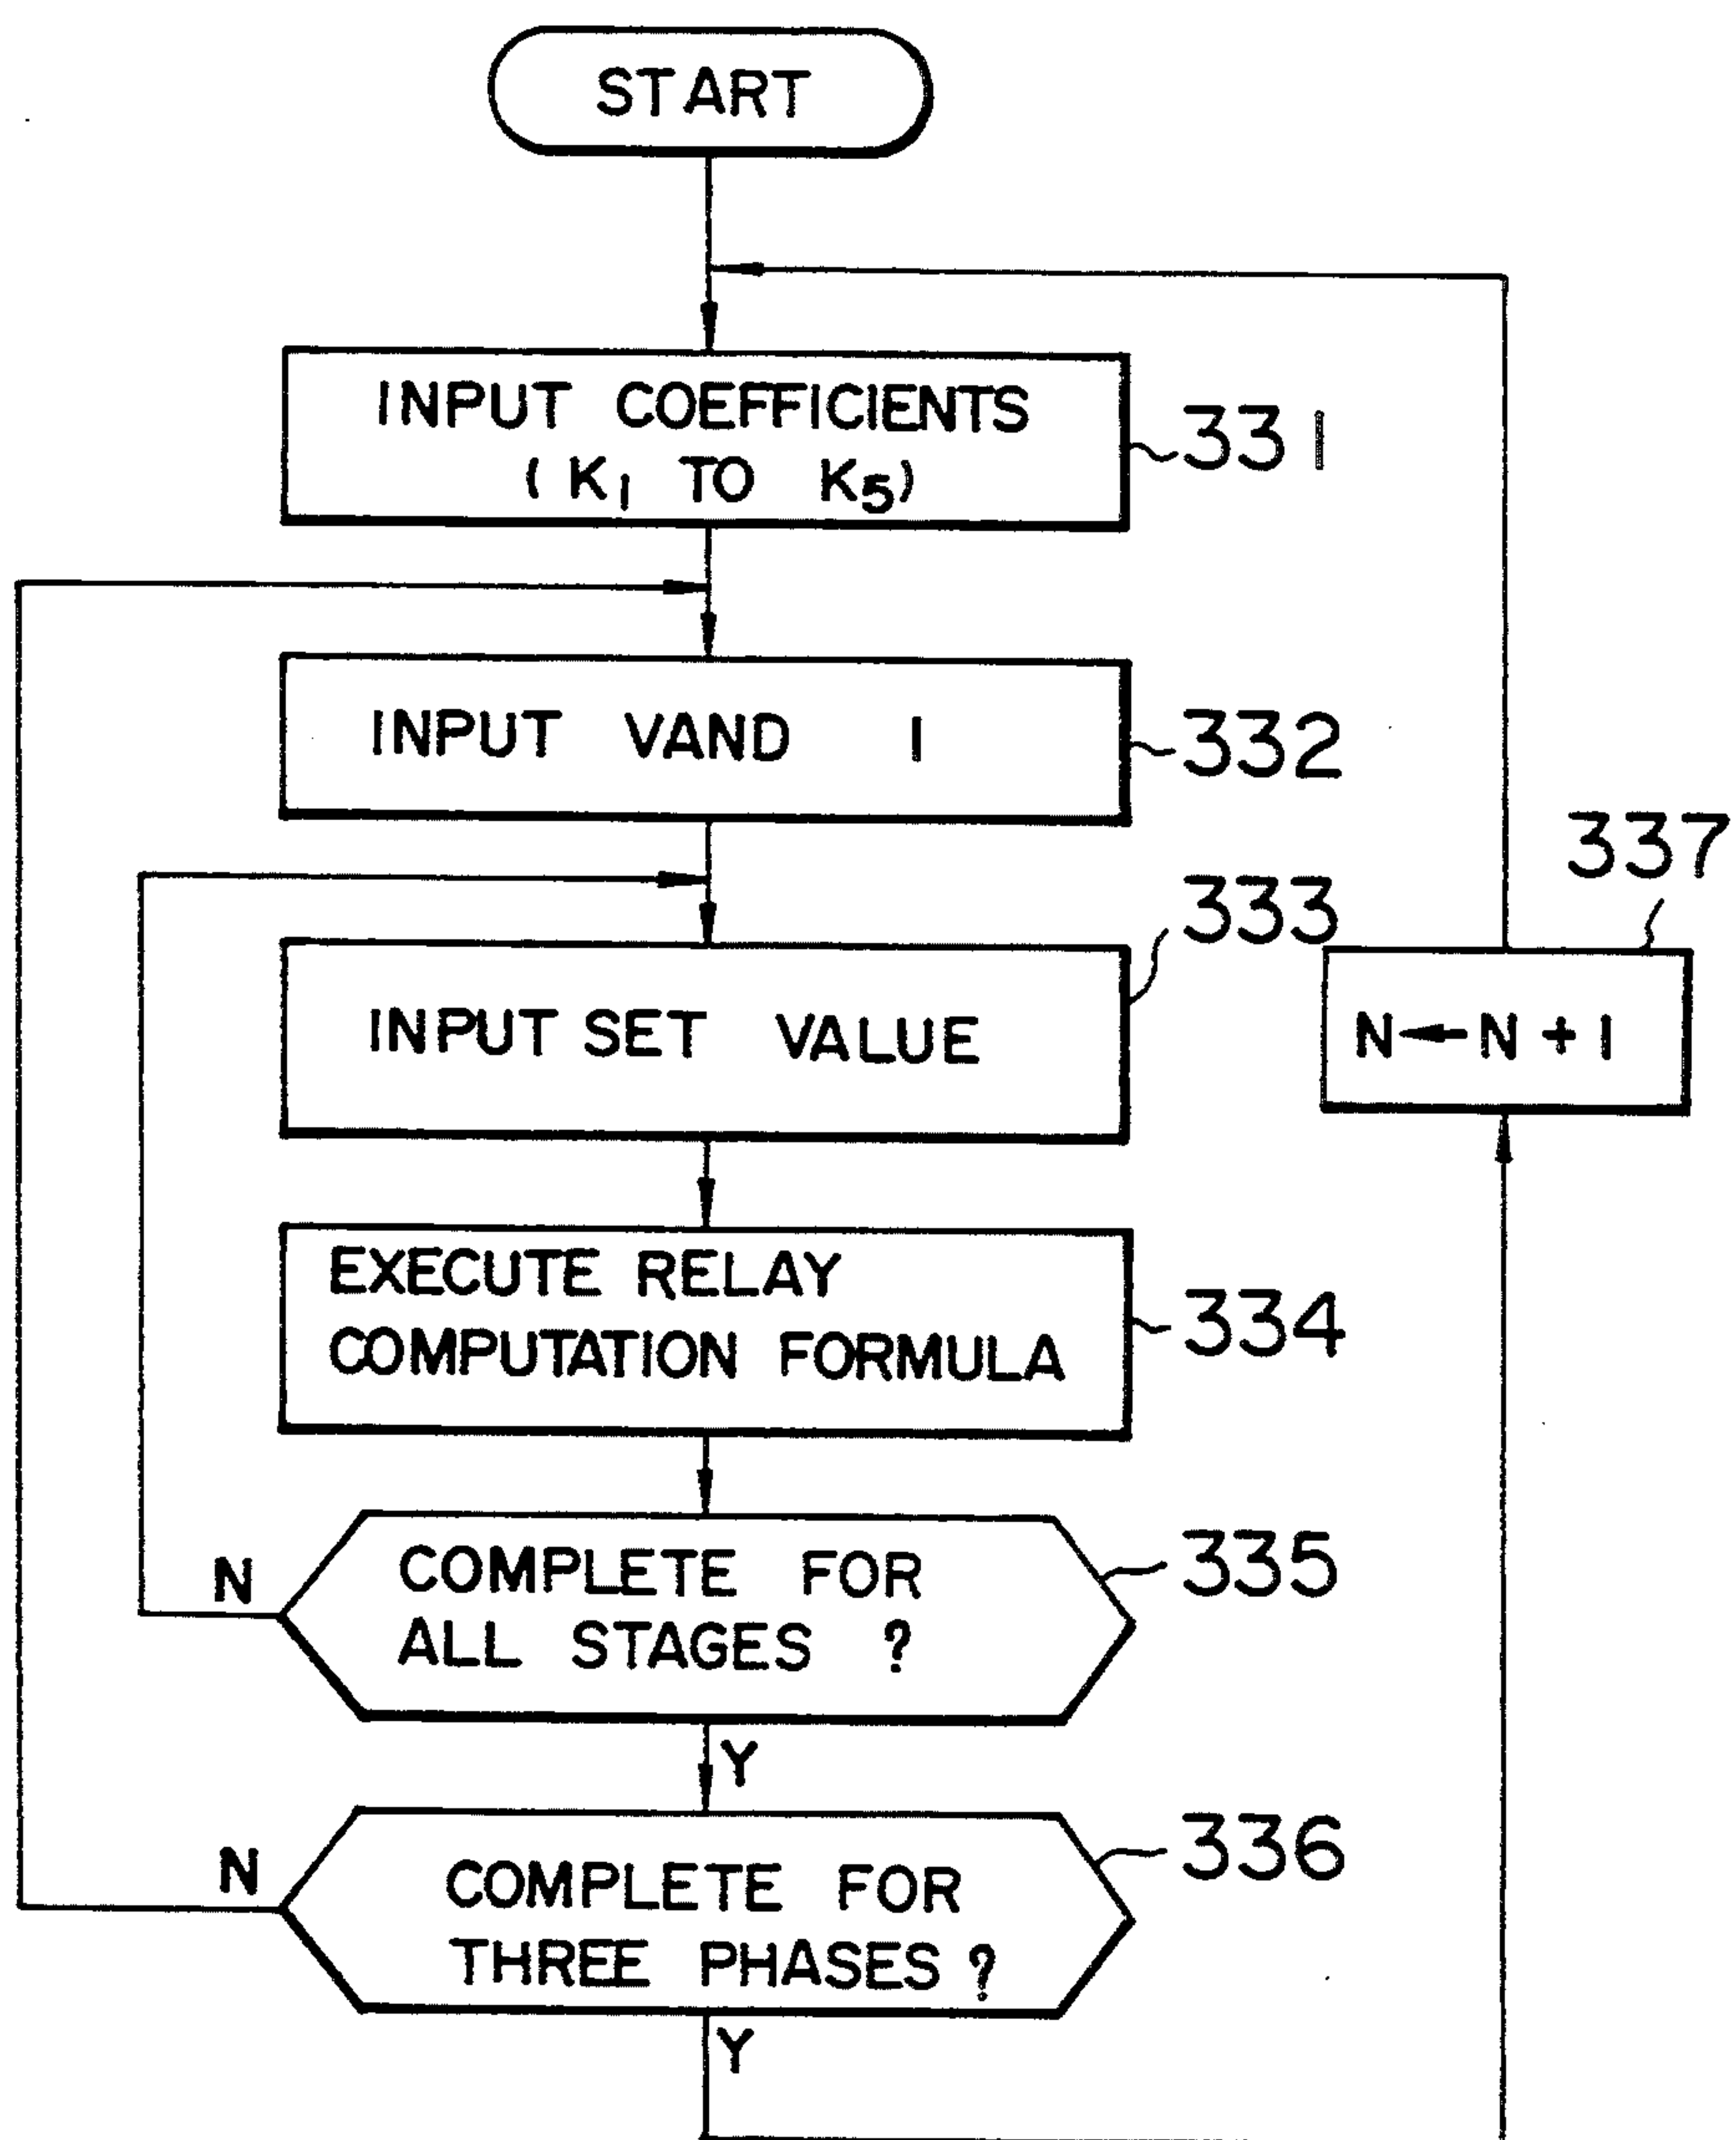 START
INPUT COEFFICIENTS
( K1 TO K5)
331
INPUT VAND I
332
333
INPUT SET VALUE
337
N←N + 1
EXECUTE RELAY
COMPUTATION FORMULA
334
N
COMPLETE FOR
ALL STAGES ?
335
Y
N
COMPLETE FOR
THREE PHASES ?
336
Y